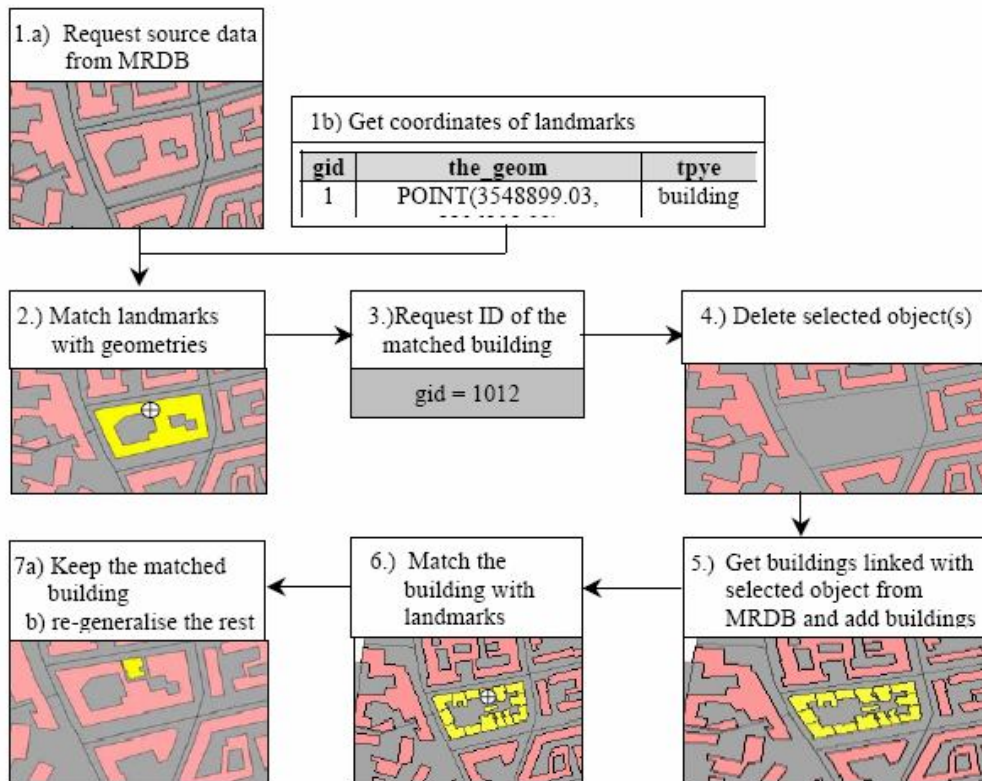 1.a) Request source data
from MRDB
1b) Get coordinates of landmarks
gid the_geom tpye
1 POINT(3548899.03, building
2.) Match landmarks
with geometries
3.)Request ID of the
matched building
gid = 1012
4.) Delete selected object(s)
5.) Get buildings linked with
selected object from
MRDB and add buildings
6.) Match the
building with
landmarks
7a) Keep the matched
building
b) re-generalise the rest